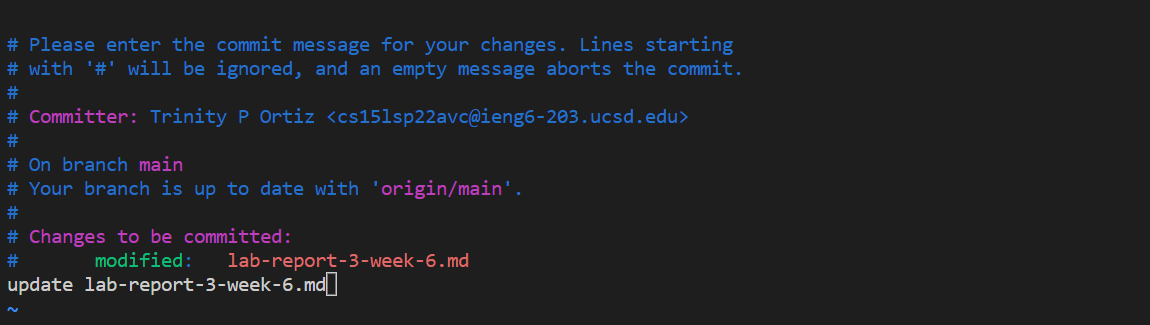 # Please enter the commit message for your changes. Lines starting
# with '#' will be ignored, and an empty message aborts the commit.
#
# Committer: Trinity P Ortiz <cs15lsp22avc@ieng6-203.ucsd.edu>
#
# On branch main
# Your branch is up to date with 'origin/main'.
#
# Changes to be committed:
#       modified:   lab-report-3-week-6.md
update lab-report-3-week-6.md
~